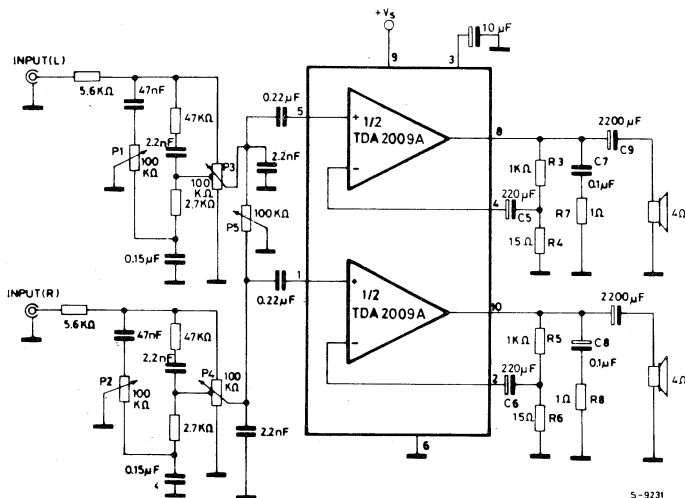 +Vs
10 µF
9
3
INPUT(L)
5.6KΩ
47nF
47KΩ
2.2nF
P1
100
KΩ
P3
100
KΩ
2.7KΩ
0.15µF
0.22µF
5
2.2nF
100KΩ
P5
1/2
TDA 2009A
+
−
8
4
220µF
C5
1KΩ
R3
15Ω
R4
C7
0.1µF
R7
1Ω
2200µF
C9
4Ω
INPUT(R)
5.6KΩ
47nF
47KΩ
2.2nF
P2
100
KΩ
P4
100
KΩ
2.7KΩ
0.15µF
4
2.2nF
0.22µF
1
1/2
TDA 2009A
+
−
10
2
220µF
C6
1KΩ
R5
15Ω
R6
C8
0.1µF
1Ω
R8
2200µF
4Ω
6
S-9231